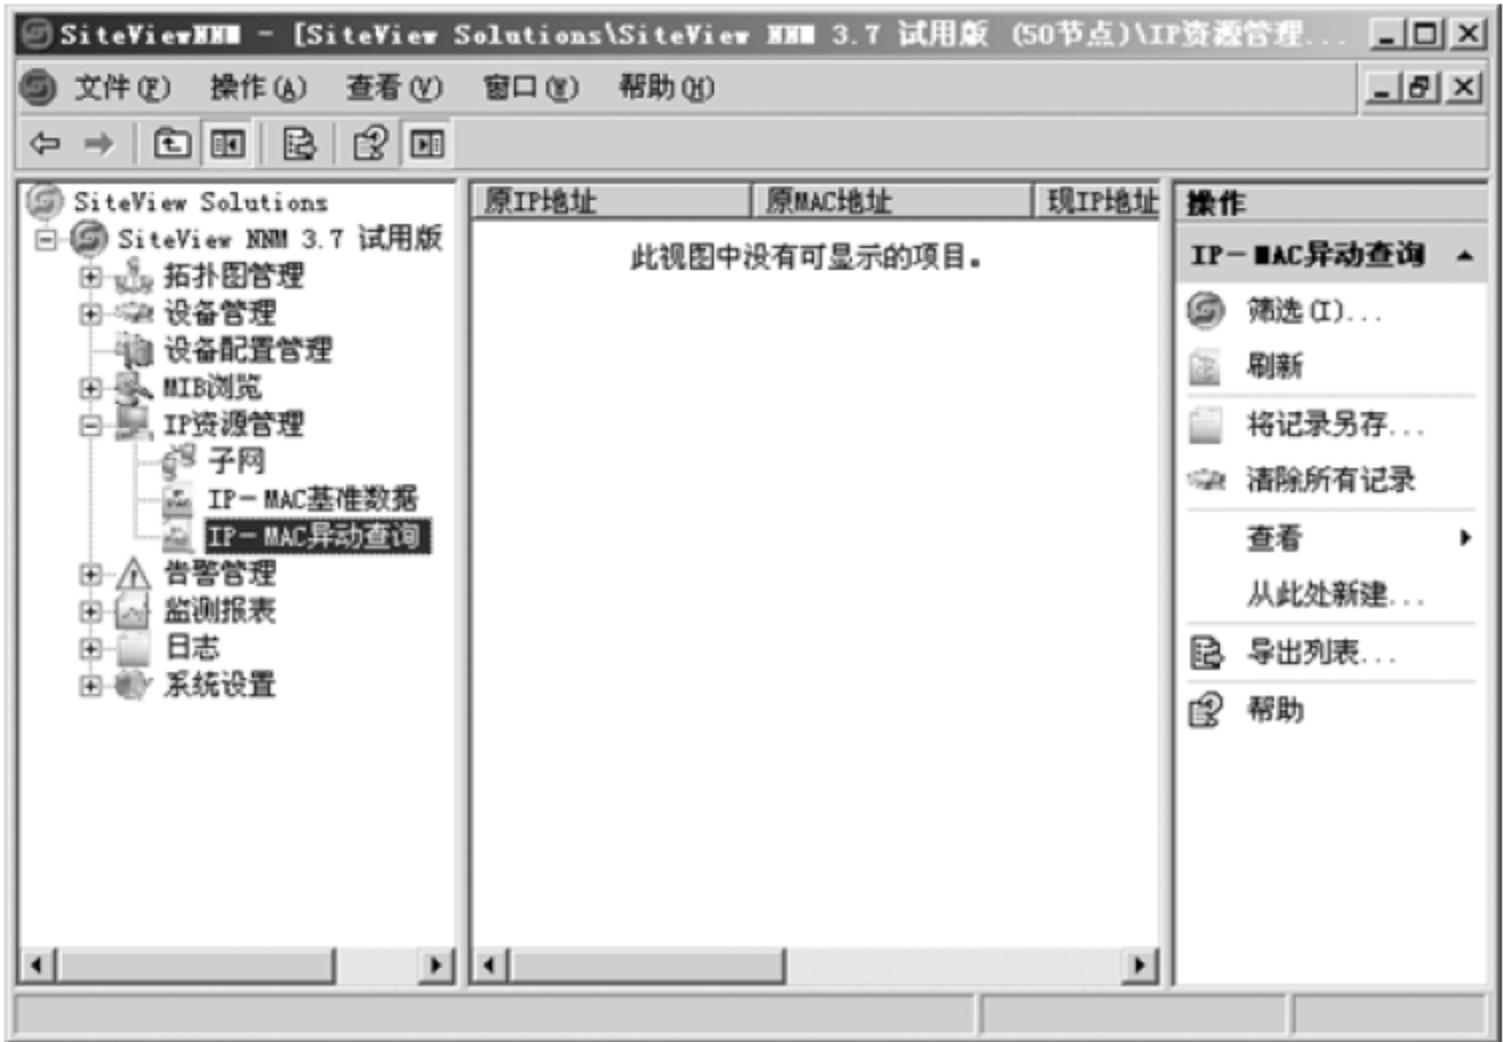 SiteViewNNM - [SiteView Solutions\SiteView NNM 3.7 试用版 (50节点)\IP资源管理...
文件(F) 操作(A) 查看(V) 窗口(W) 帮助(H)
SiteView Solutions
SiteView NNM 3.7 试用版
拓扑图管理
设备管理
设备配置管理
MIB浏览
IP资源管理
子网
IP-MAC基准数据
IP-MAC异动查询
告警管理
监测报表
日志
系统设置
原IP地址 原MAC地址 现IP地址
此视图中没有可显示的项目。
操作
IP-MAC异动查询
筛选(I)...
刷新
将记录另存...
清除所有记录
查看
从此处新建...
导出列表...
帮助